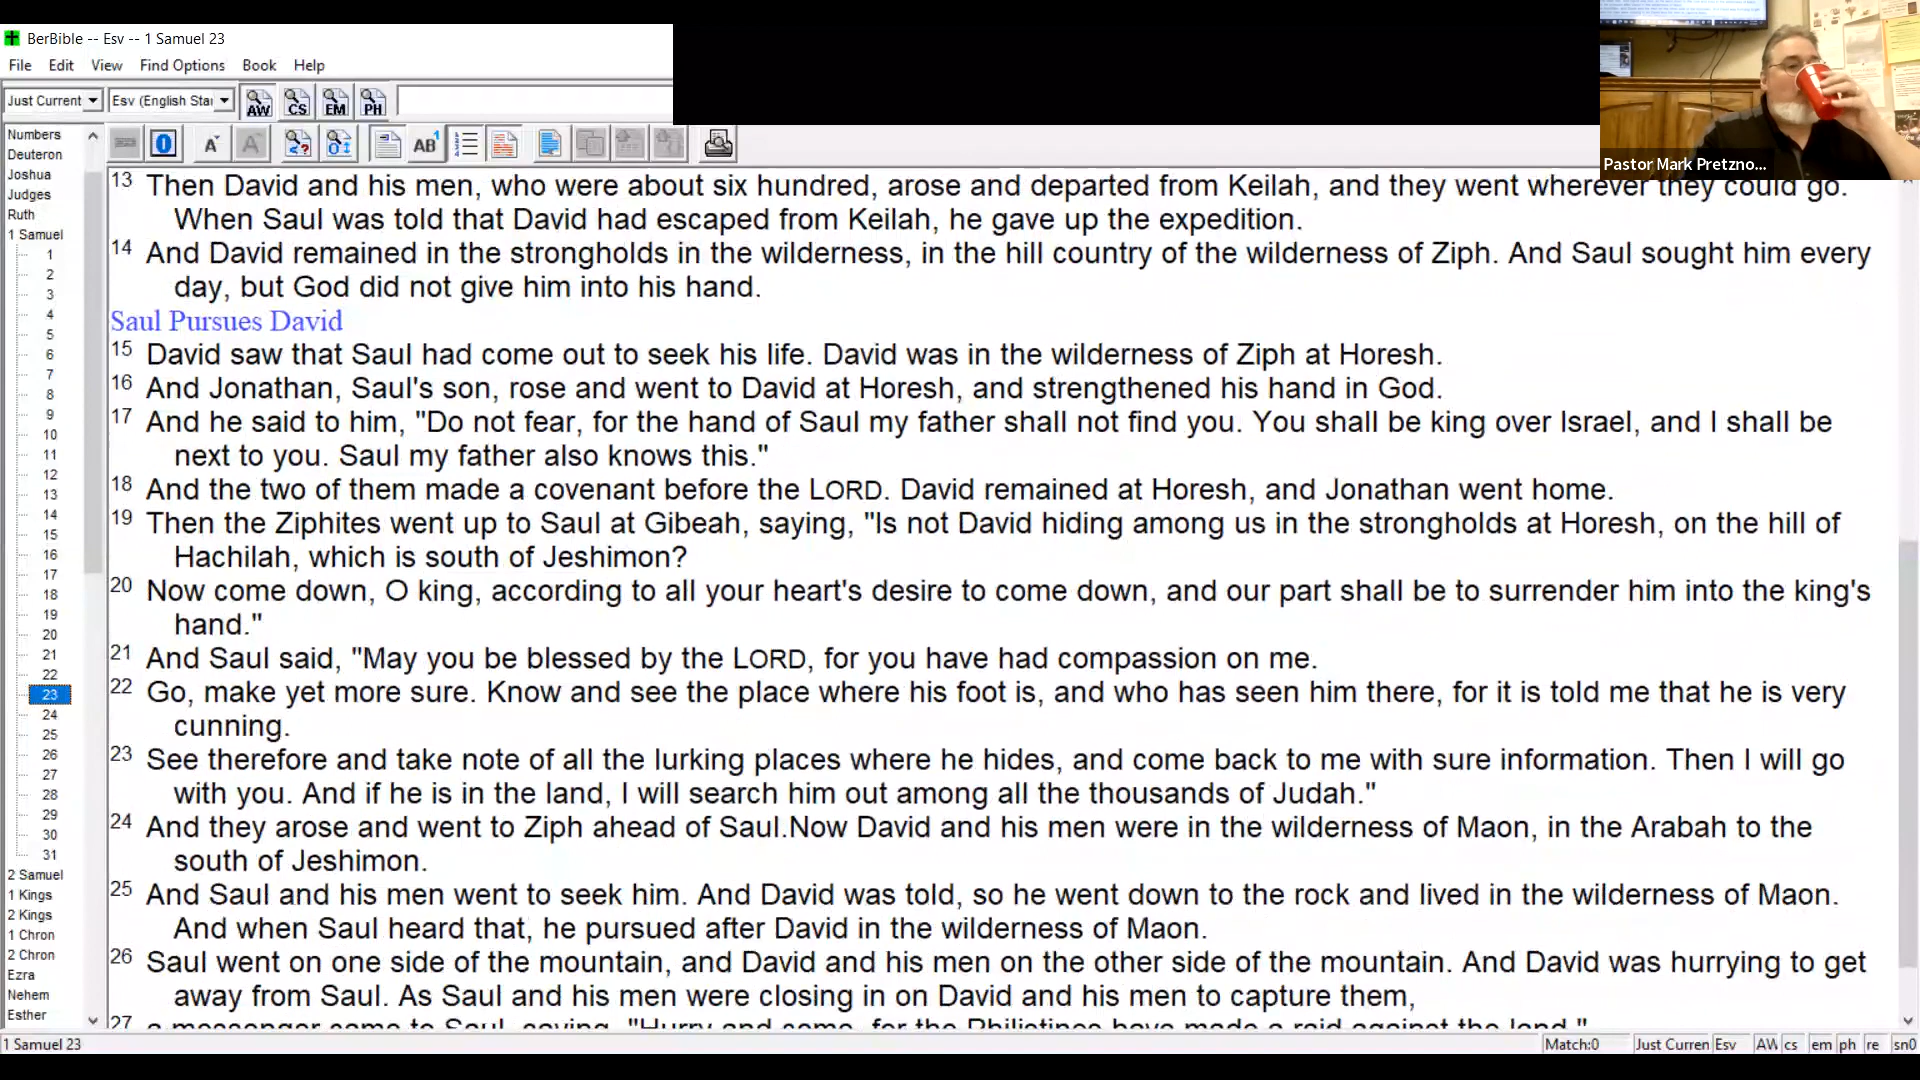 BerBible -- Esv -- 1 Samuel 23
File Edit View Find Options Book Help
Just Current Esv (English Star AW CS EM PH
Pastor Mark Pretzno...
Numbers
Deuteron
Joshua
Judges
Ruth
1 Samuel
1
2
3
4
5
6
7
8
9
10
11
12
13
14
15
16
17
18
19
20
21
22
23
24
25
26
27
28
29
30
31
2 Samuel
1 Kings
2 Kings
1 Chron
2 Chron
Ezra
Nehem
Esther
13 Then David and his men, who were about six hundred, arose and departed from Keilah, and they went wherever they could go.
When Saul was told that David had escaped from Keilah, he gave up the expedition.
14 And David remained in the strongholds in the wilderness, in the hill country of the wilderness of Ziph. And Saul sought him every
day, but God did not give him into his hand.
Saul Pursues David
15 David saw that Saul had come out to seek his life. David was in the wilderness of Ziph at Horesh.
16 And Jonathan, Saul's son, rose and went to David at Horesh, and strengthened his hand in God.
17 And he said to him, "Do not fear, for the hand of Saul my father shall not find you. You shall be king over Israel, and I shall be
next to you. Saul my father also knows this."
18 And the two of them made a covenant before the LORD. David remained at Horesh, and Jonathan went home.
19 Then the Ziphites went up to Saul at Gibeah, saying, "Is not David hiding among us in the strongholds at Horesh, on the hill of
Hachilah, which is south of Jeshimon?
20 Now come down, O king, according to all your heart's desire to come down, and our part shall be to surrender him into the king's
hand."
21 And Saul said, "May you be blessed by the LORD, for you have had compassion on me.
22 Go, make yet more sure. Know and see the place where his foot is, and who has seen him there, for it is told me that he is very
cunning.
23 See therefore and take note of all the lurking places where he hides, and come back to me with sure information. Then I will go
with you. And if he is in the land, I will search him out among all the thousands of Judah."
24 And they arose and went to Ziph ahead of Saul.Now David and his men were in the wilderness of Maon, in the Arabah to the
south of Jeshimon.
25 And Saul and his men went to seek him. And David was told, so he went down to the rock and lived in the wilderness of Maon.
And when Saul heard that, he pursued after David in the wilderness of Maon.
26 Saul went on one side of the mountain, and David and his men on the other side of the mountain. And David was hurrying to get
away from Saul. As Saul and his men were closing in on David and his men to capture them,
27 a messenger came to Saul, saying, "Hurry and come, for the Philistines have made a raid against the land."
1 Samuel 23 Match:0 Just Curren Esv AW cs em ph re sn0